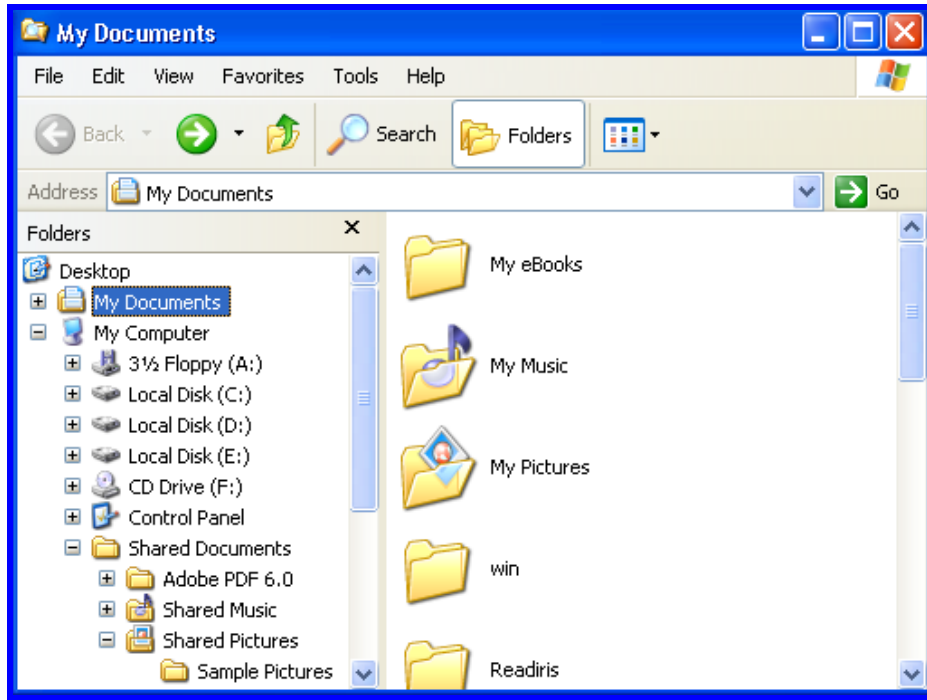 My Documents
File Edit View Favorites Tools Help
Back Search Folders
Address My Documents Go
Folders
Desktop
My Documents
My Computer
3½ Floppy (A:)
Local Disk (C:)
Local Disk (D:)
Local Disk (E:)
CD Drive (F:)
Control Panel
Shared Documents
Adobe PDF 6.0
Shared Music
Shared Pictures
Sample Pictures
My eBooks
My Music
My Pictures
win
Readiris